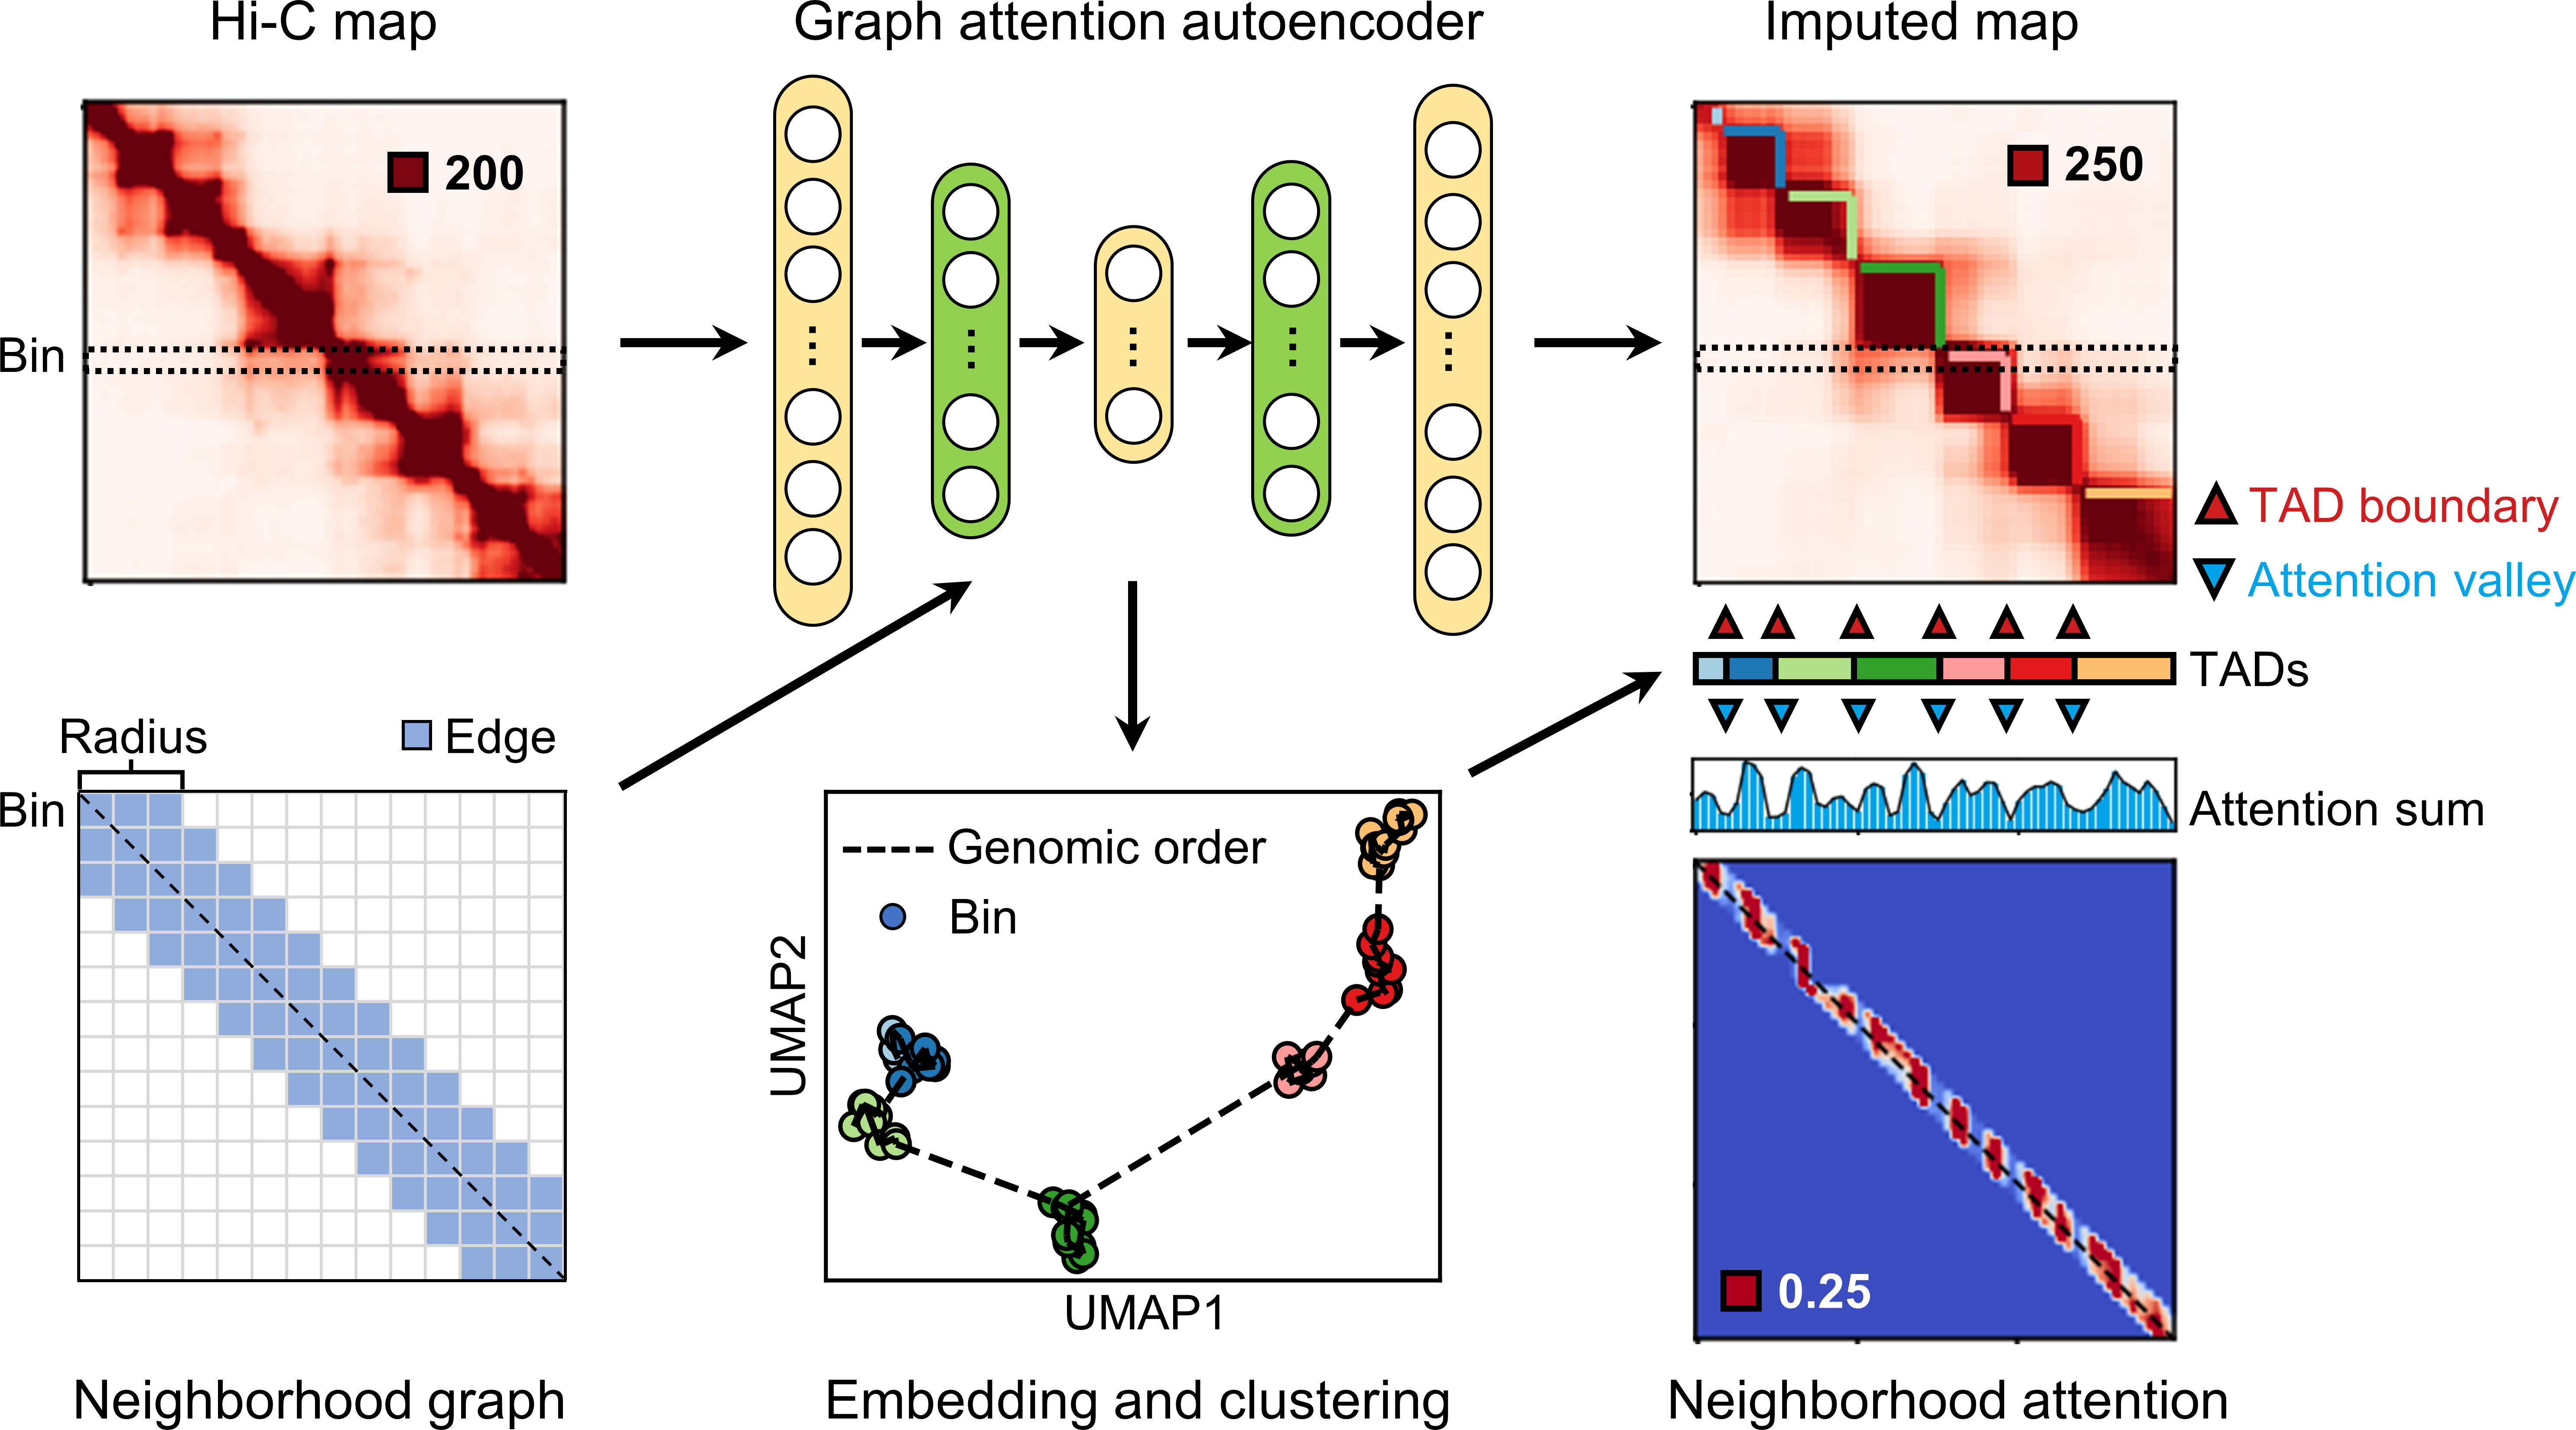 Hi-C map
Graph attention autoencoder
Imputed map
200
250
Bin
TAD boundary
Attention valley
TADs
Radius
Edge
Bin
Genomic order
Bin
Attention sum
UMAP2
UMAP1
0.25
Neighborhood graph
Embedding and clustering
Neighborhood attention